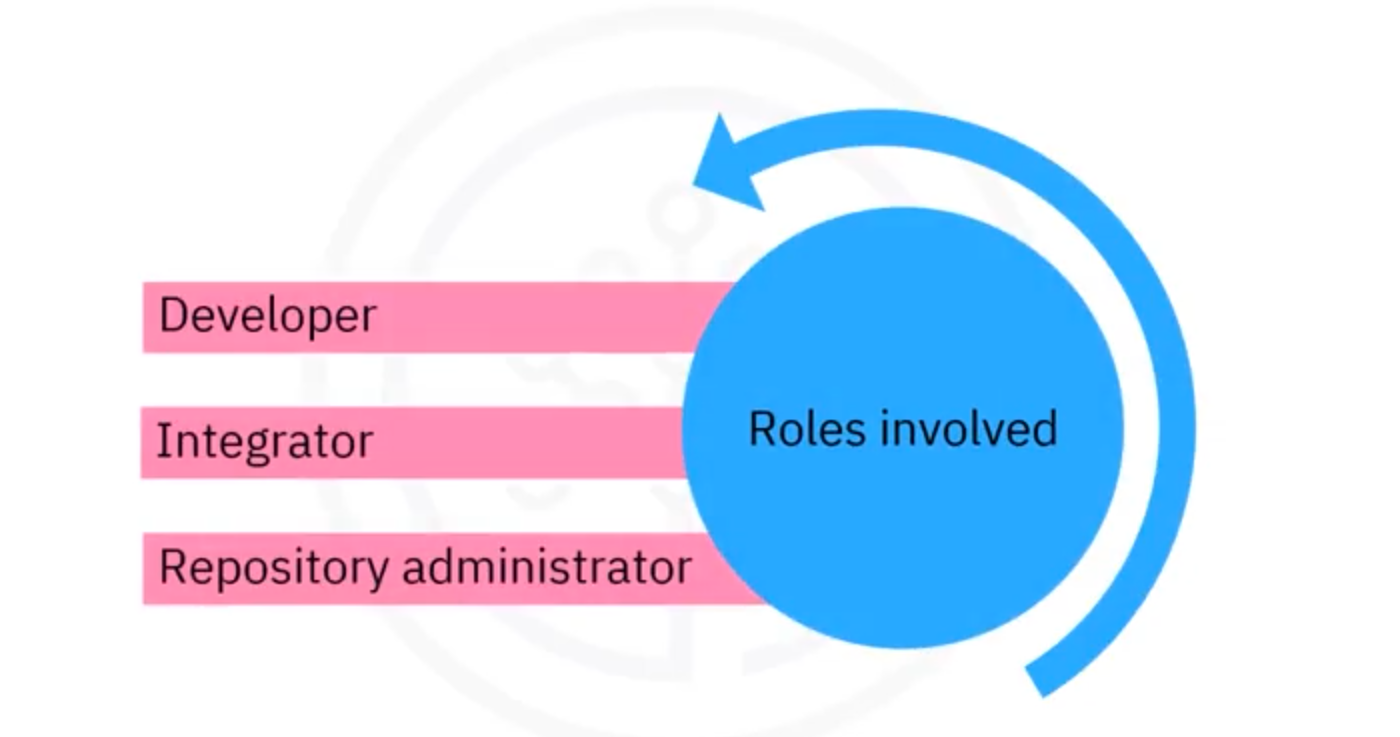 Developer
Integrator
Roles involved
Repository administrator